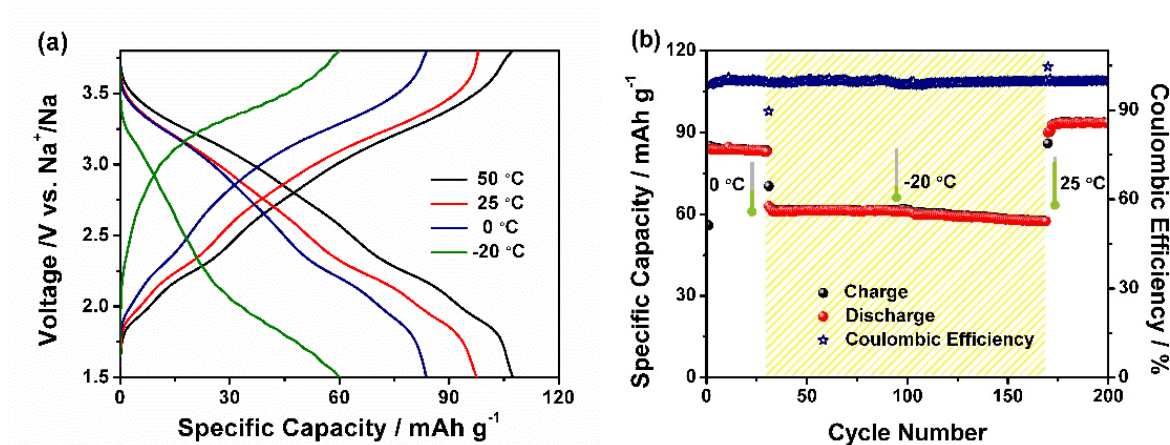 (a)
Voltage /V vs. Na⁺/Na
3.5
3.0
2.5
2.0
1.5
0
30
60
90
120
Specific Capacity / mAh g⁻¹
50 °C
25 °C
0 °C
-20 °C
(b)
Specific Capacity / mAh g⁻¹
120
90
60
30
0
0
50
100
150
200
Cycle Number
0 °C
-20 °C
25 °C
Charge
Discharge
Coulombic Efficiency
90
60
30
0
Coulombic Efficiency / %